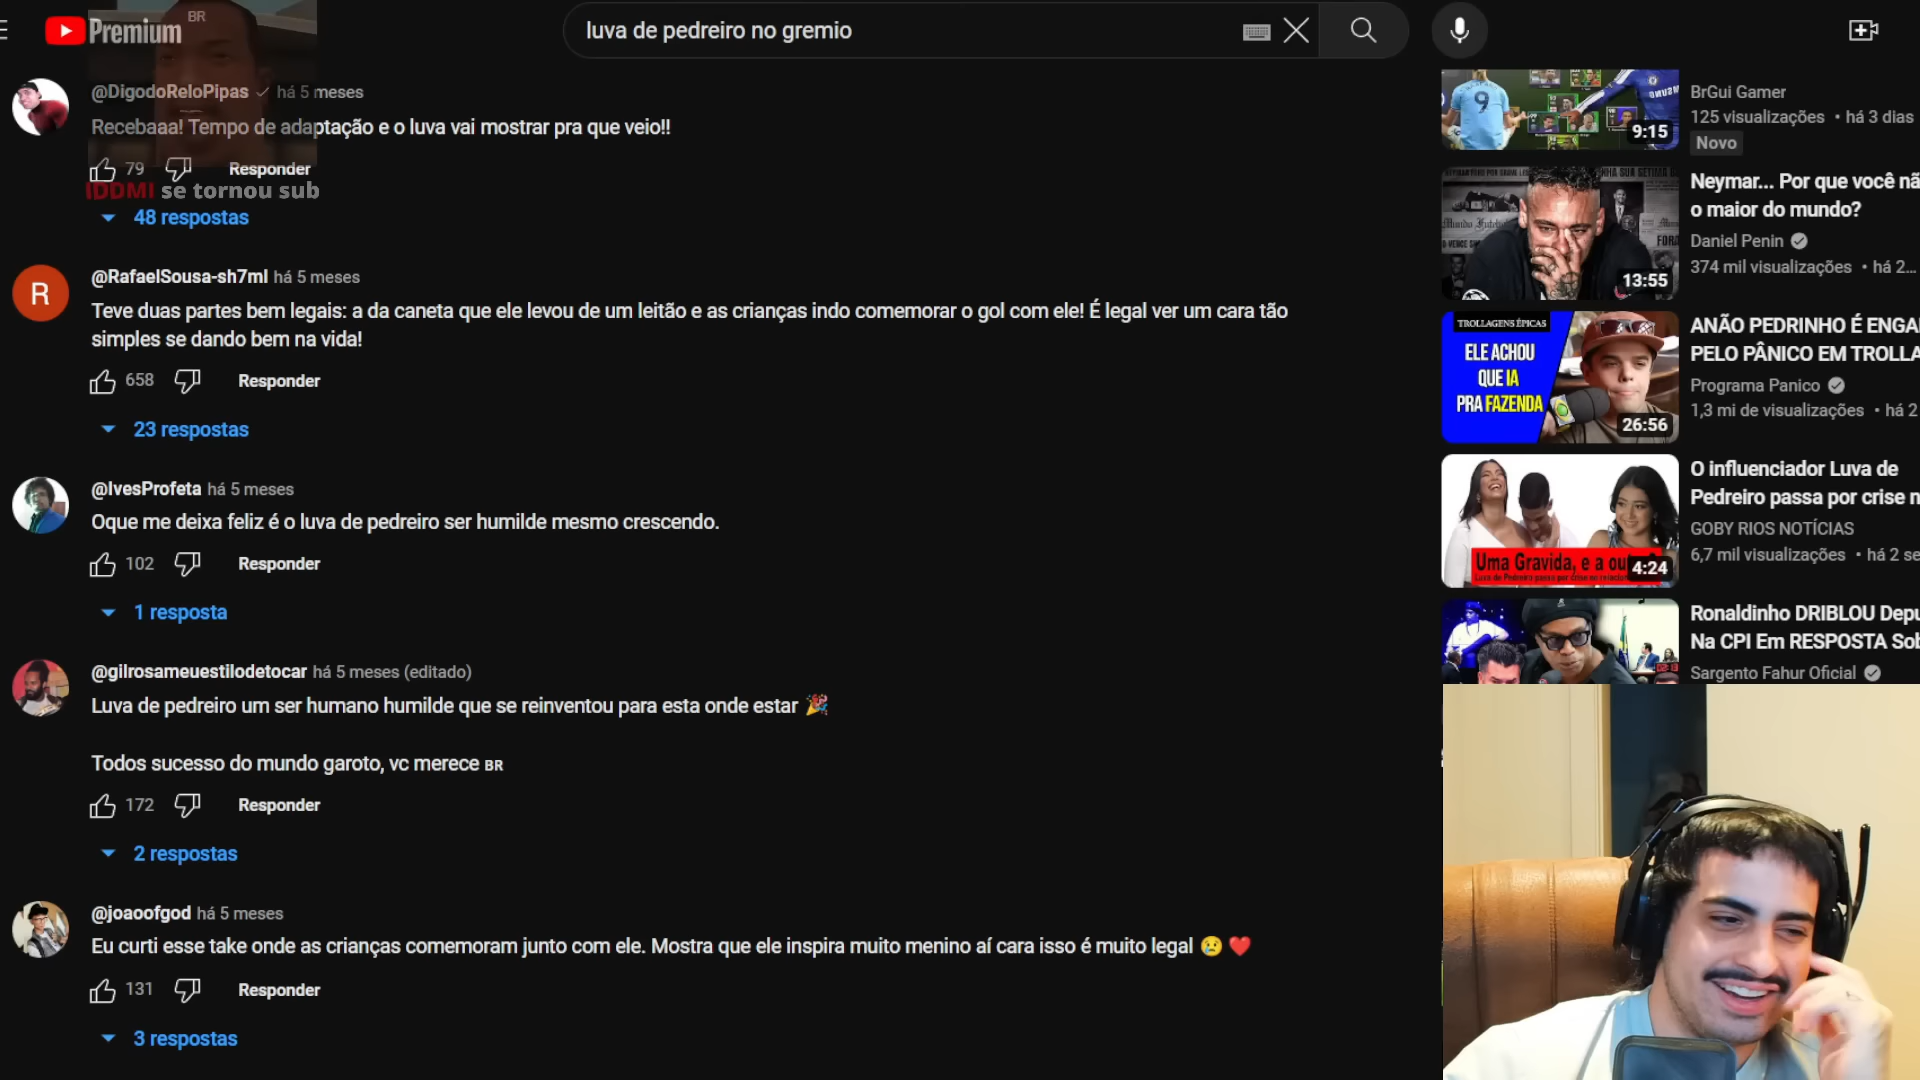 BR
Premium
luva de pedreiro no gremio
@DigodoReloPipas há 5 meses
Recebaaa! Tempo de adaptação e o luva vai mostrar pra que veio!!
79 Responder
IDDMI se tornou sub
48 respostas
R
@RafaelSousa-sh7ml há 5 meses
Teve duas partes bem legais: a da caneta que ele levou de um leitão e as crianças indo comemorar o gol com ele! É legal ver um cara tão
simples se dando bem na vida!
658 Responder
23 respostas
@IvesProfeta há 5 meses
Oque me deixa feliz é o luva de pedreiro ser humilde mesmo crescendo.
102 Responder
1 resposta
@gilrosameuestilodetocar há 5 meses (editado)
Luva de pedreiro um ser humano humilde que se reinventou para esta onde estar 🎉
Todos sucesso do mundo garoto, vc merece BR
172 Responder
2 respostas
@joaoofgod há 5 meses
Eu curti esse take onde as crianças comemoram junto com ele. Mostra que ele inspira muito menino aí cara isso é muito legal 😢 ❤️
131 Responder
3 respostas
9
9:15
BrGui Gamer
125 visualizações • há 3 dias
Novo
13:55
Neymar... Por que você nã
o maior do mundo?
Daniel Penin
374 mil visualizações • há 2...
TROLLAGENS ÉPICAS
ELE ACHOU
QUE IA
PRA FAZENDA
26:56
ANÃO PEDRINHO É ENGA
PELO PÂNICO EM TROLLA
Programa Panico
1,3 mi de visualizações • há 2
Uma Gravida, e a ou
4:24
O influenciador Luva de
Pedreiro passa por crise n
GOBY RIOS NOTÍCIAS
6,7 mil visualizações • há 2 se
Ronaldinho DRIBLOU Depu
Na CPI Em RESPOSTA Sob
Sargento Fahur Oficial